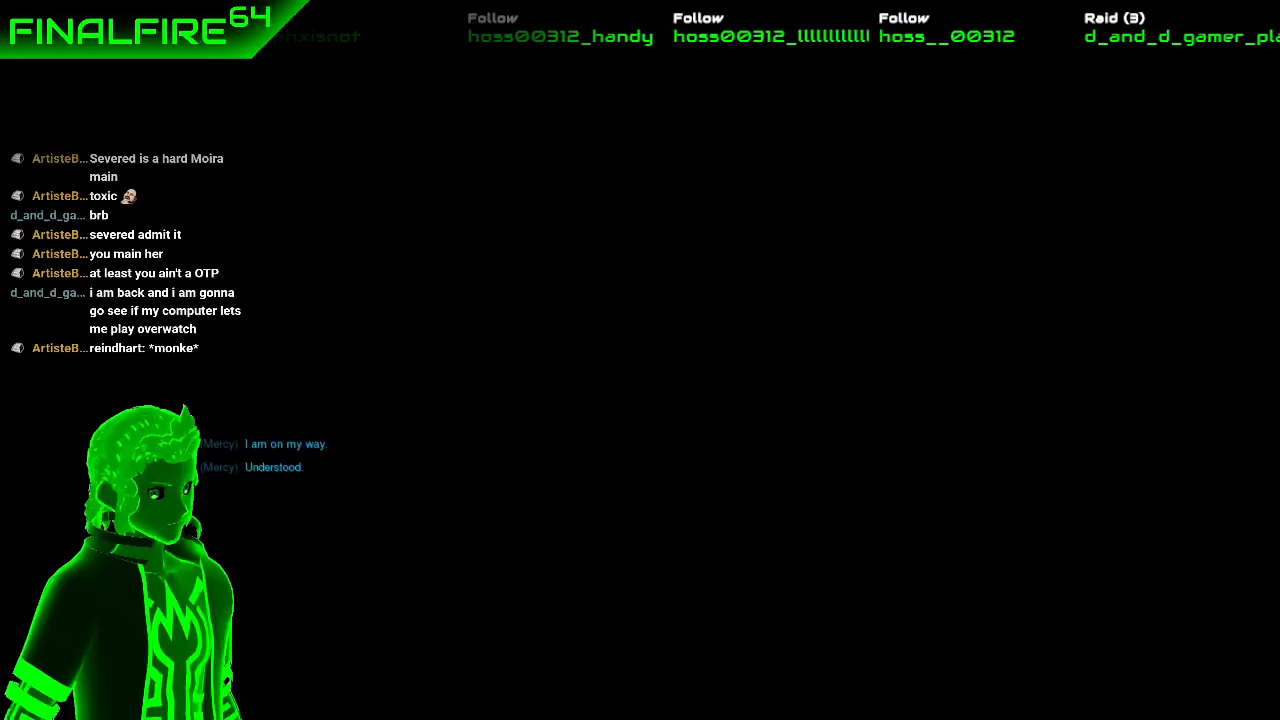 FINALFIRE64
Follow
hoss00312_handy
Follow
Follow
hoss__00312
Raid (3)
ArtisteB... Severed is a hard Moira
main
ArtisteB... toxic
d_and_d_ga... brb
ArtisteB... severed admit it
ArtisteB... you main her
ArtisteB... at least you ain't a OTP
d_and_d_ga... i am back and i am gonna
go see if my computer lets
me play overwatch
ArtisteB... reindhart: *monke*
(Mercy) I am on my way.
(Mercy) Understood.